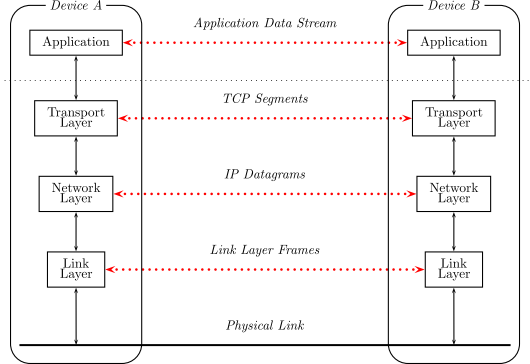 Device A
Device B
Application Data Stream
Application
Application
TCP Segments
Transport
Layer
Transport
Layer
IP Datagrams
Network
Layer
Network
Layer
Link Layer Frames
Link
Layer
Link
Layer
Physical Link